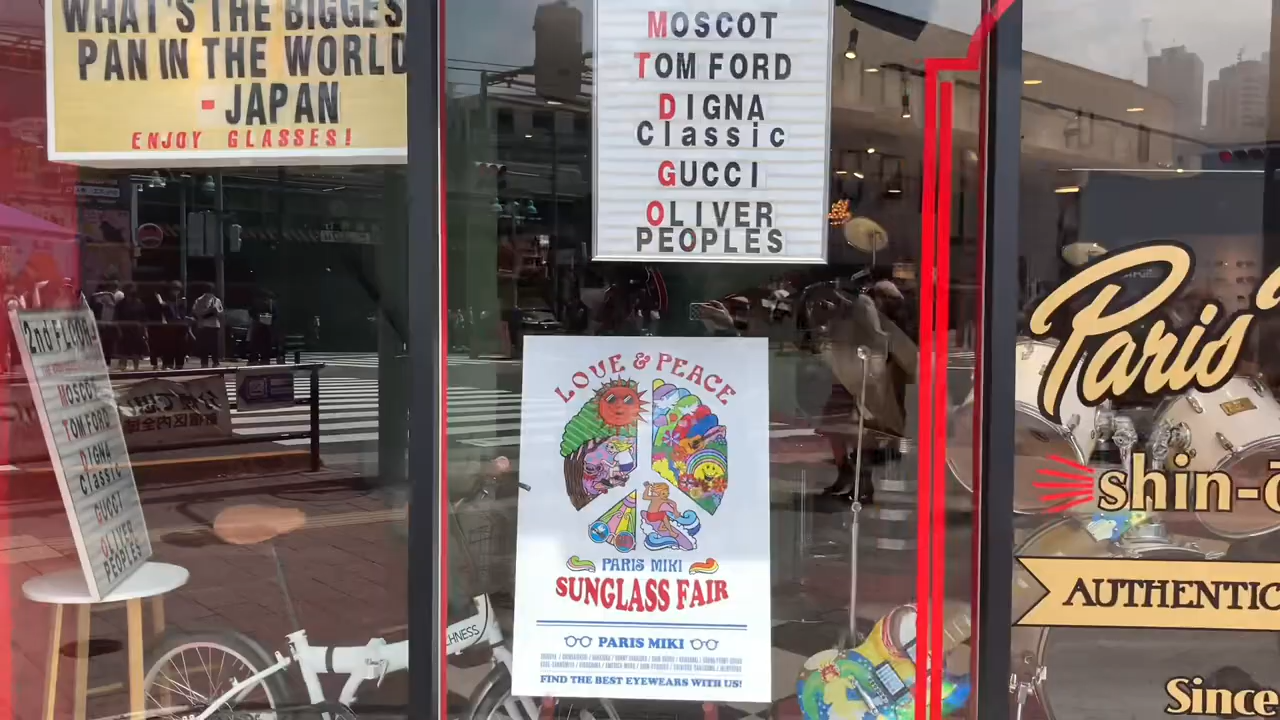 WHAT'S THE BIGGES
PAN IN THE WORLD
- JAPAN
ENJOY GLASSES!
MOSCOT
TOM FORD
DIGNA
Classic
GUCCI
OLIVER
PEOPLES
2nd FLOOR
MOSCOT
TOM FORD
DIGNA
Classic
GUCCI
OLIVER
PEOPLES
LOVE & PEACE
PARIS MIKI
SUNGLASS FAIR
PARIS MIKI
FIND THE BEST EYEWEARS WITH US!
Paris
shin-ō
AUTHENTIC
Since